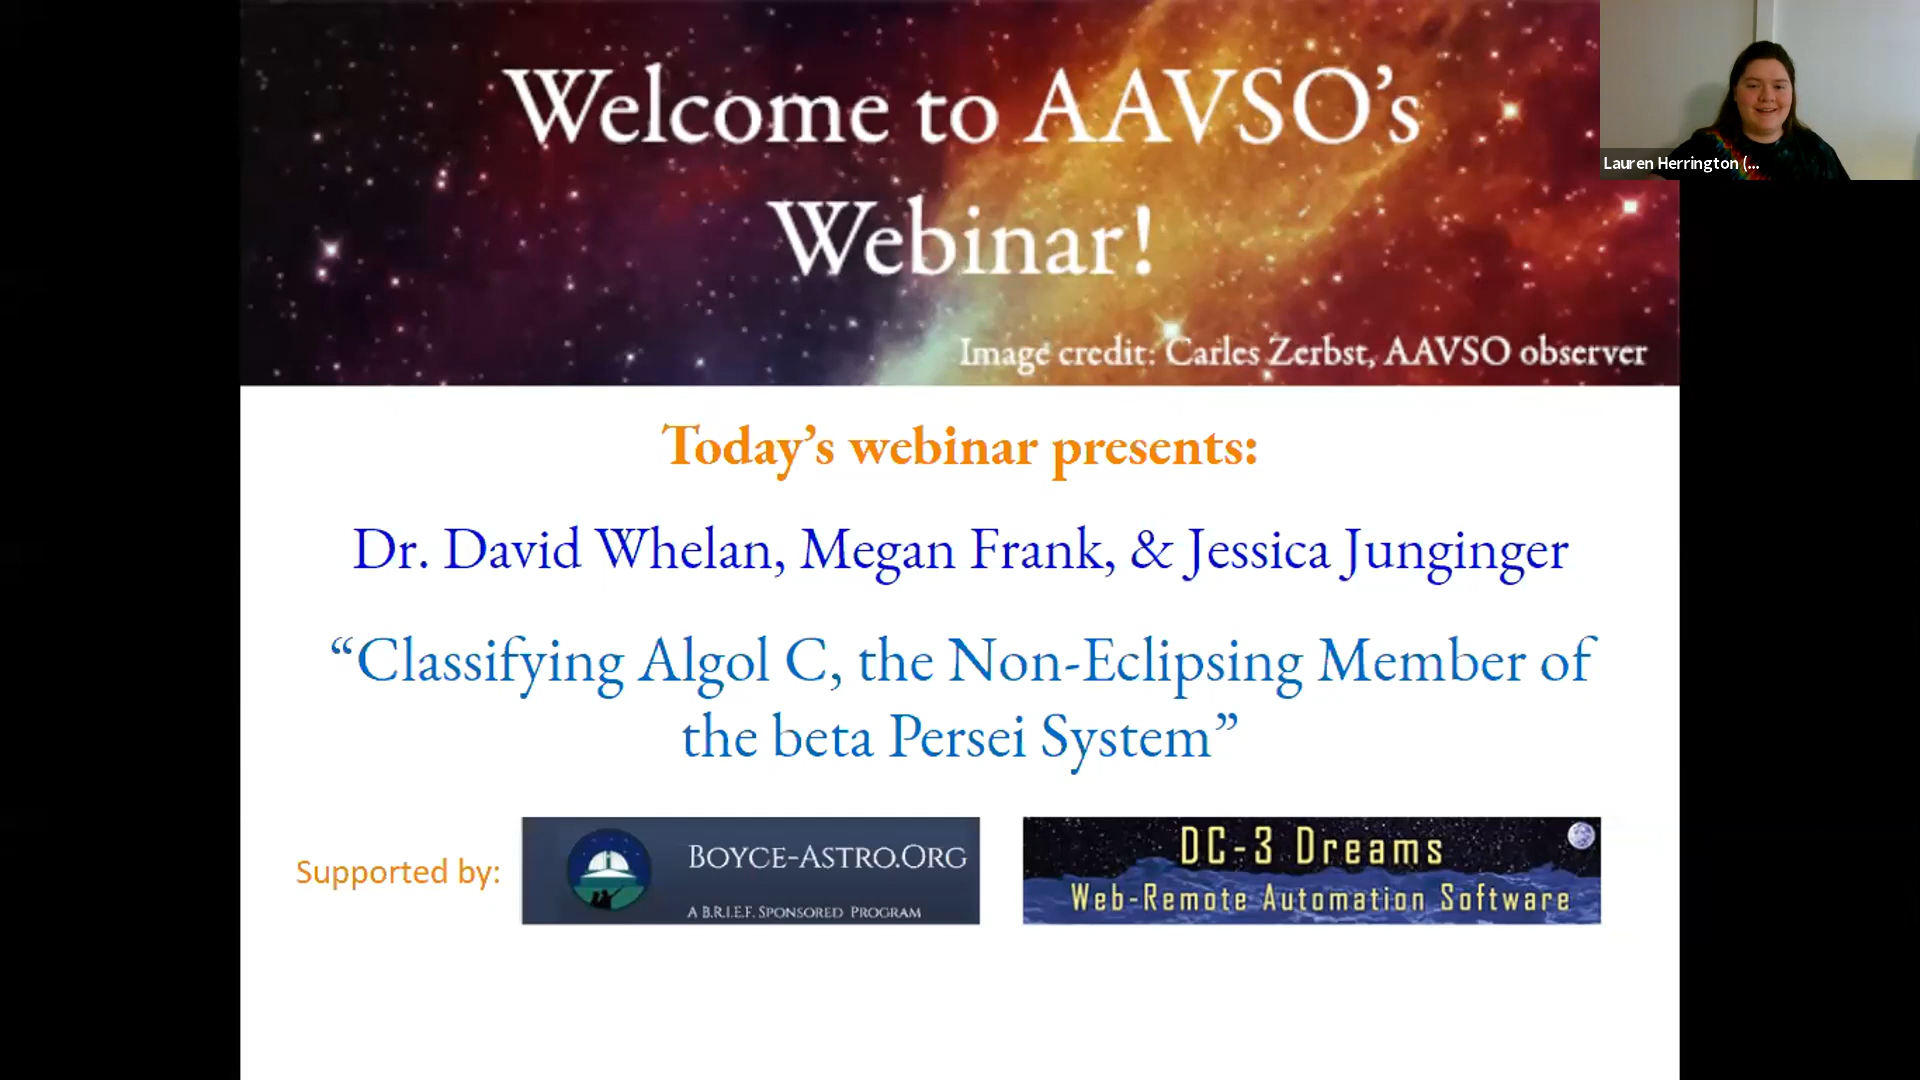 Welcome to AAVSO’s
Webinar!
Image credit: Carles Zerbst, AAVSO observer
Lauren Herrington (...
Today’s webinar presents:
Dr. David Whelan, Megan Frank, & Jessica Junginger
“Classifying Algol C, the Non-Eclipsing Member of
the beta Persei System”
Supported by:
BOYCE-ASTRO.ORG
A B.R.I.E.F. SPONSORED PROGRAM
DC-3 Dreams
Web-Remote Automation Software